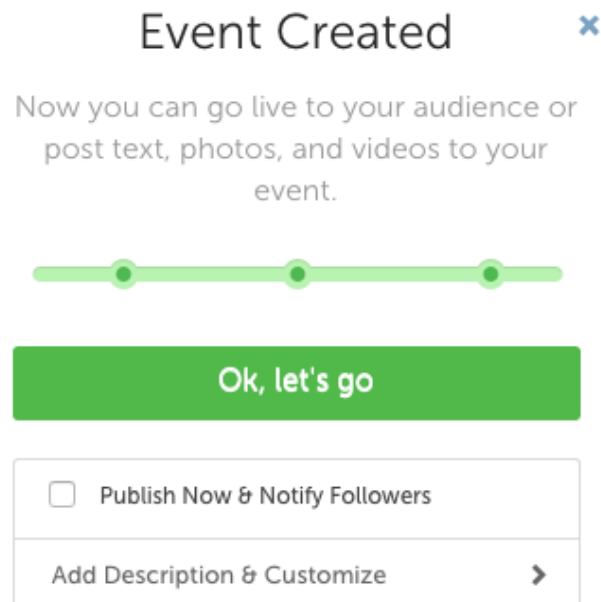 Event Created
Now you can go live to your audience or
post text, photos, and videos to your
event.
Ok, let's go
Publish Now & Notify Followers
Add Description & Customize